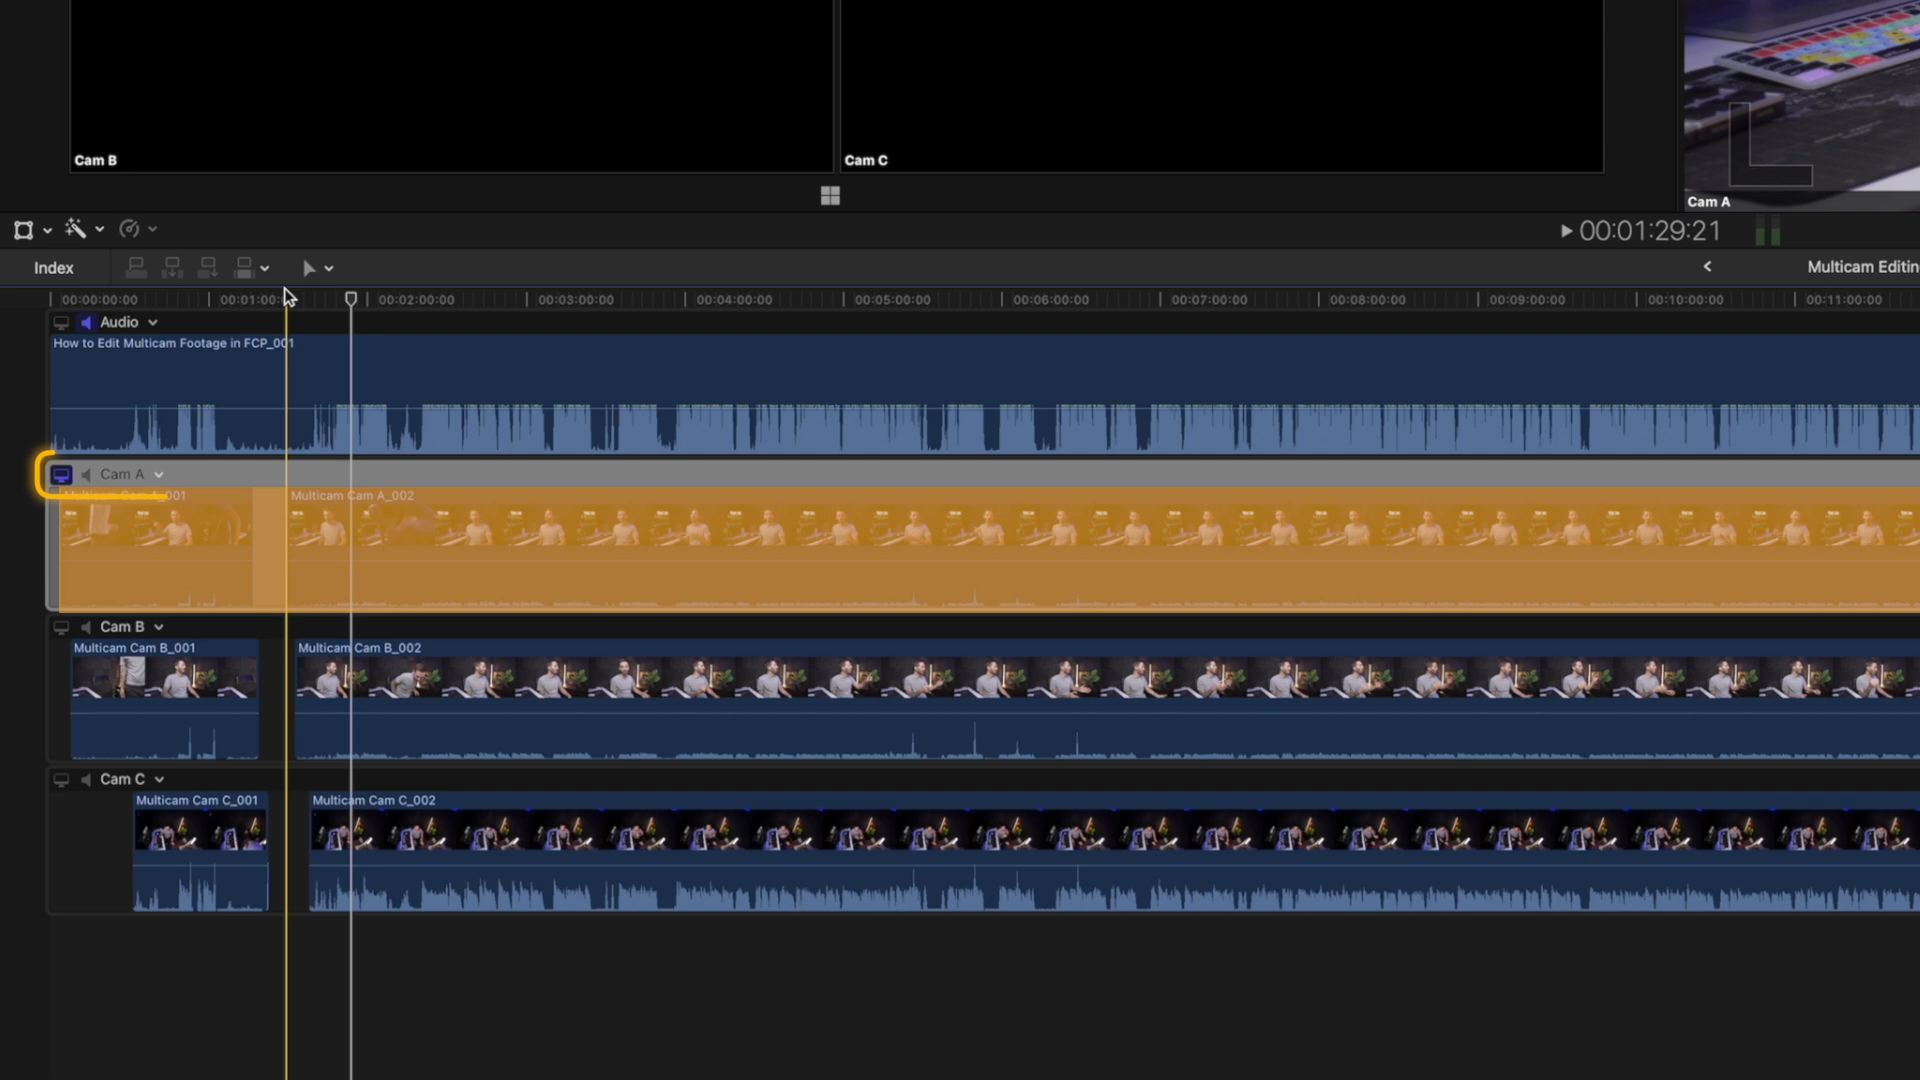 Cam B
Cam C
Cam A
00:01:29:21
Index
Multicam Editin
00:00:00:00
00:01:00:
00:02:00:00
00:03:00:00
00:04:00:00
00:05:00:00
00:06:00:00
00:07:00:00
00:08:00:00
00:09:00:00
00:10:00:00
00:11:00:00
Audio
How to Edit Multicam Footage in FCP_001
Cam A
Multicam Cam A_001
Multicam Cam A_002
Cam B
Multicam Cam B_001
Multicam Cam B_002
Cam C
Multicam Cam C_001
Multicam Cam C_002